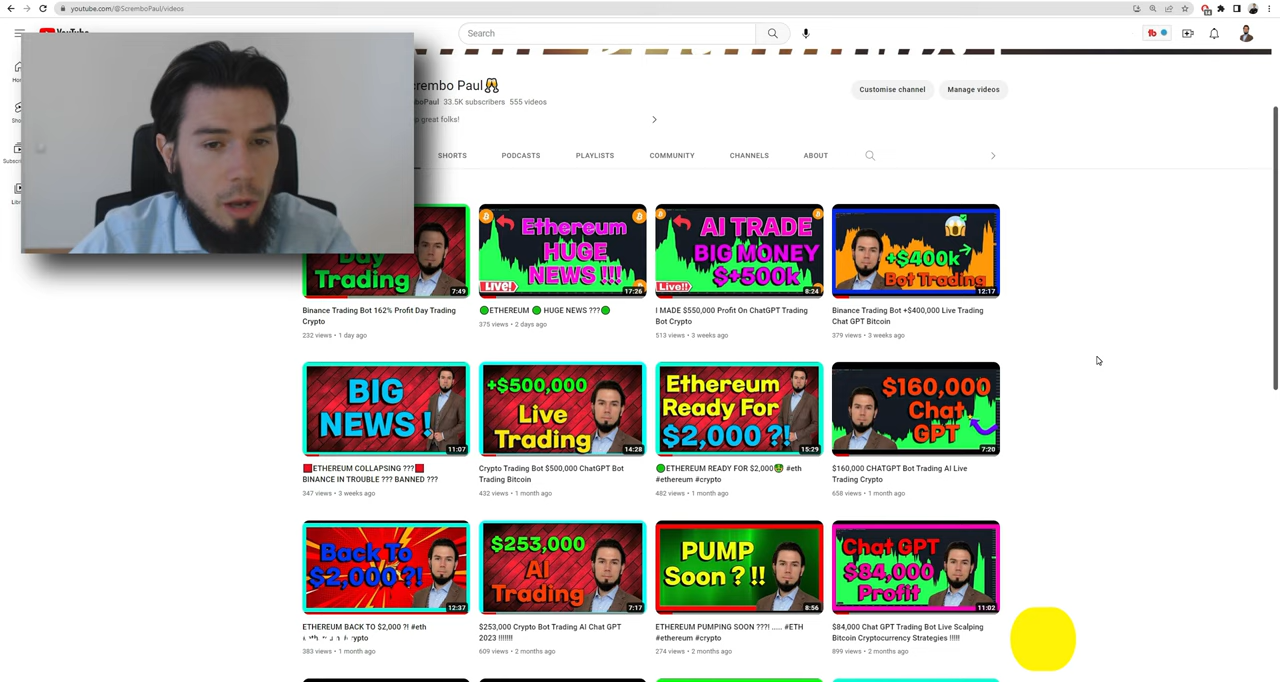 youtube.com/@ScremboPaul/videos
Search
Scrembo Paul
33.5K subscribers 555 videos
great folks!
Customise channel
Manage videos
SHORTS
PODCASTS
PLAYLISTS
COMMUNITY
CHANNELS
ABOUT
Day
Trading
7:49
Binance Trading Bot 162% Profit Day Trading
Crypto
232 views • 1 day ago
Ethereum
HUGE
NEWS !!!
Live!
17:26
ETHEREUM HUGE NEWS ???
375 views • 2 days ago
AI TRADE
BIG MONEY
$+500k
Live!!
8:24
I MADE $550,000 Profit On ChatGPT Trading
Bot Crypto
513 views • 3 weeks ago
+$400k
Bot Trading
12:17
Binance Trading Bot +$400,000 Live Trading
Chat GPT Bitcoin
379 views • 3 weeks ago
BIG
NEWS !
11:07
ETHEREUM COLLAPSING ???
BINANCE IN TROUBLE ??? BANNED ???
347 views • 3 weeks ago
+$500,000
Live
Trading
14:28
Crypto Trading Bot $500,000 ChatGPT Bot
Trading Bitcoin
432 views • 1 month ago
Ethereum
Ready For
$2,000 ?!
15:29
ETHEREUM READY FOR $2,000 #eth
#ethereum #crypto
482 views • 1 month ago
$160,000
Chat
GPT
7:20
$160,000 CHATGPT Bot Trading AI Live
Trading Crypto
658 views • 1 month ago
Back To
$2,000 ?!
12:37
ETHEREUM BACK TO $2,000 ?! #eth
383 views • 1 month ago
$253,000
AI
Trading
7:17
$253,000 Crypto Bot Trading AI Chat GPT
2023 !!!!!!!
609 views • 2 months ago
PUMP
Soon ? !!
8:56
ETHEREUM PUMPING SOON ???! ..... #ETH
#ethereum #crypto
274 views • 2 months ago
Chat GPT
$84,000
Profit
11:02
$84,000 Chat GPT Trading Bot Live Scalping
Bitcoin Cryptocurrency Strategies !!!!!
899 views • 2 months ago